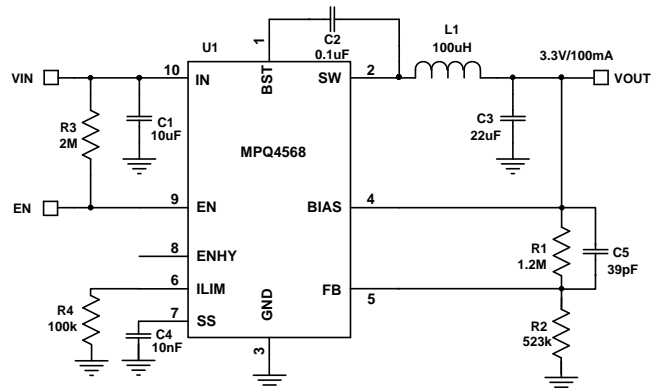 U1
1
C2
0.1uF
L1
100uH
3.3V/100mA
VIN
10
IN
BST
SW
2
VOUT
R3
2M
C1
10uF
C3
22uF
MPQ4568
EN
9
EN
BIAS
4
8
ENHY
R1
1.2M
C5
39pF
6
ILIM
FB
5
R4
100k
7
SS
GND
C4
10nF
3
R2
523k